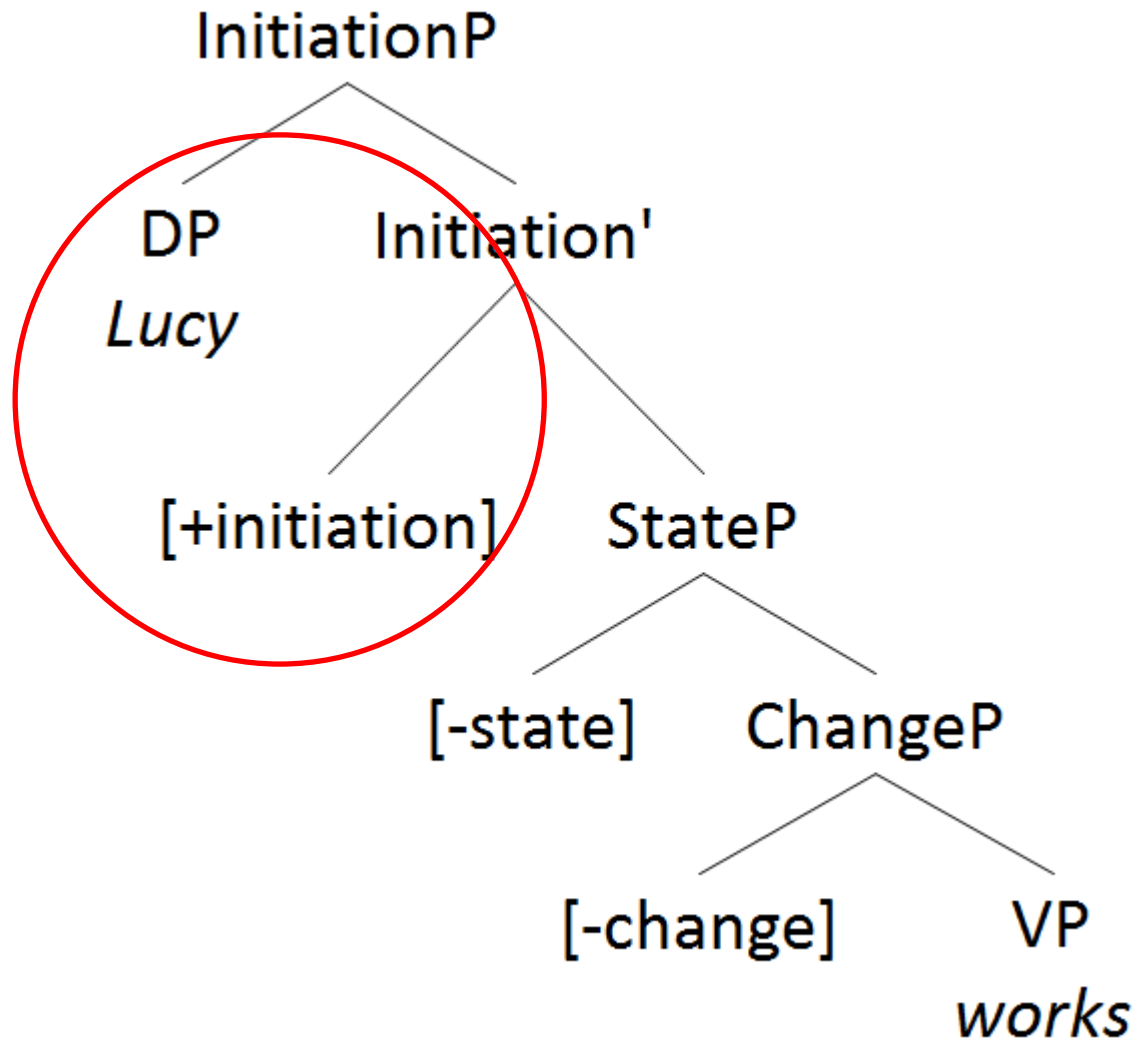 InitiationP
DP Initiation'
Lucy
[+initiation] StateP
[-state] ChangeP
[-change] VP
works